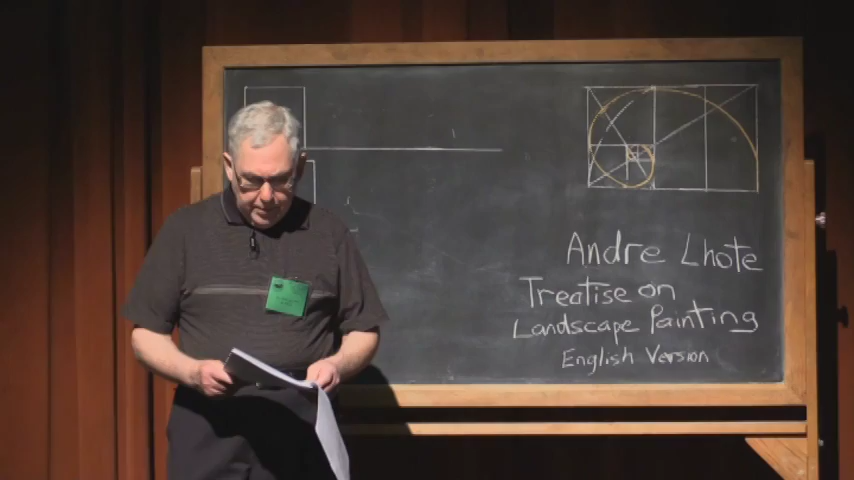 Andre Lhote
Treatise on
Landscape Painting
English Version